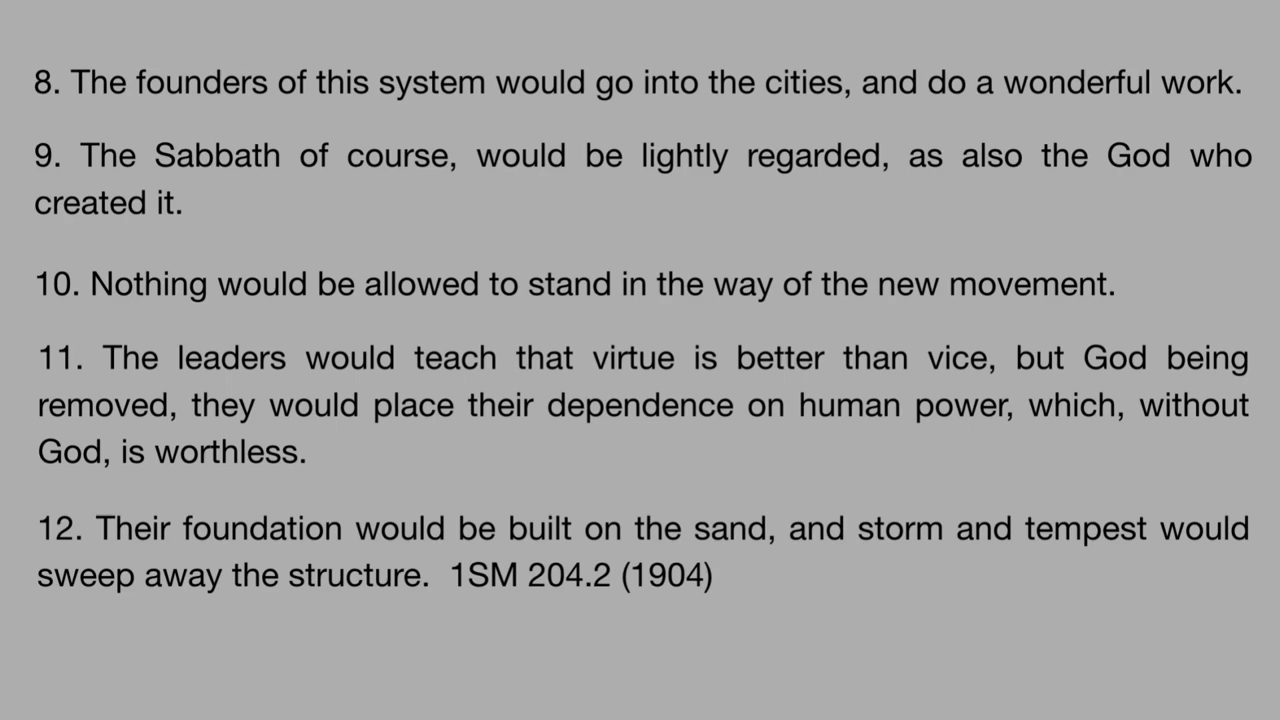 8. The founders of this system would go into the cities, and do a wonderful work.
9. The Sabbath of course, would be lightly regarded, as also the God who
created it.
10. Nothing would be allowed to stand in the way of the new movement.
11. The leaders would teach that virtue is better than vice, but God being
removed, they would place their dependence on human power, which, without
God, is worthless.
12. Their foundation would be built on the sand, and storm and tempest would
sweep away the structure.  1SM 204.2 (1904)